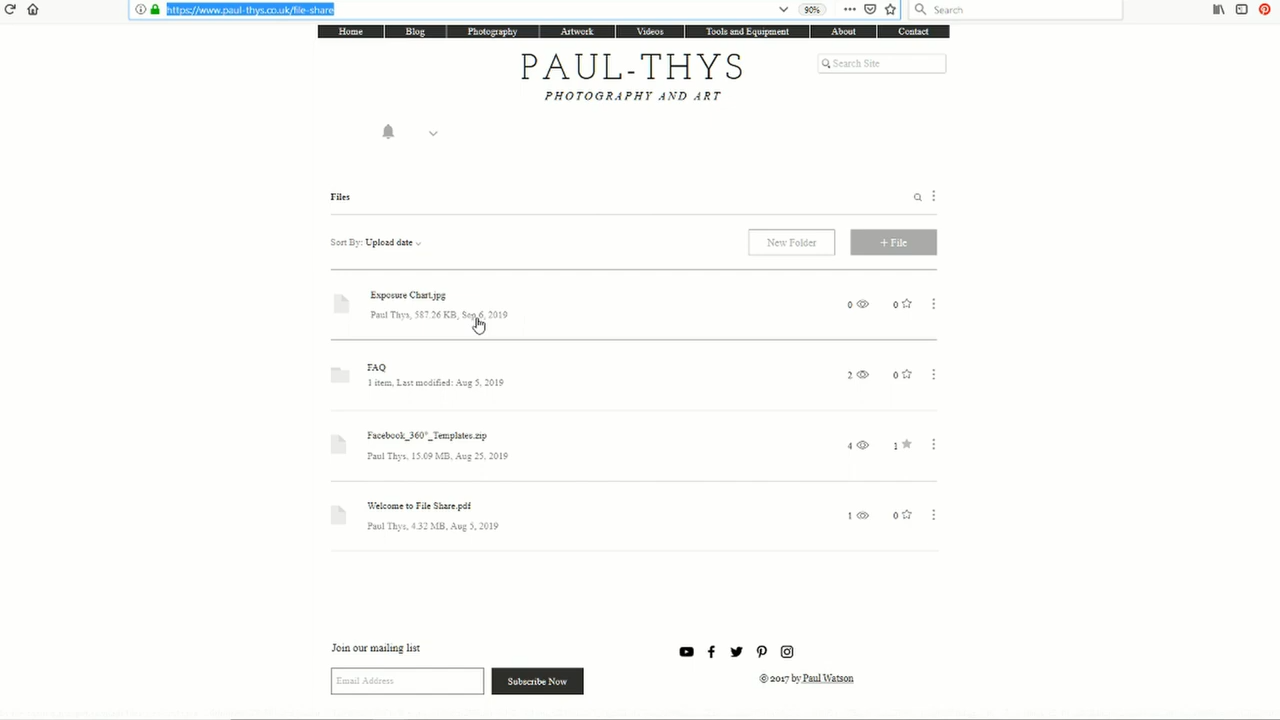 https://www.paul-thys.co.uk/file-share
90%
Search
Home Blog Photography Artwork Videos Tools and Equipment About Contact
PAUL-THYS
Search Site
PHOTOGRAPHY AND ART
Files
Sort By: Upload date
New Folder
+ File
Exposure Chart.jpg
Paul Thys, 587.26 KB, Sep 6, 2019
0 0
FAQ
1 item, Last modified: Aug 5, 2019
2 0
Facebook_360°_Templates.zip
Paul Thys, 15.09 MB, Aug 25, 2019
4 1
Welcome to File Share.pdf
Paul Thys, 4.32 MB, Aug 5, 2019
1 0
Join our mailing list
Email Address
Subscribe Now
© 2017 by Paul Watson